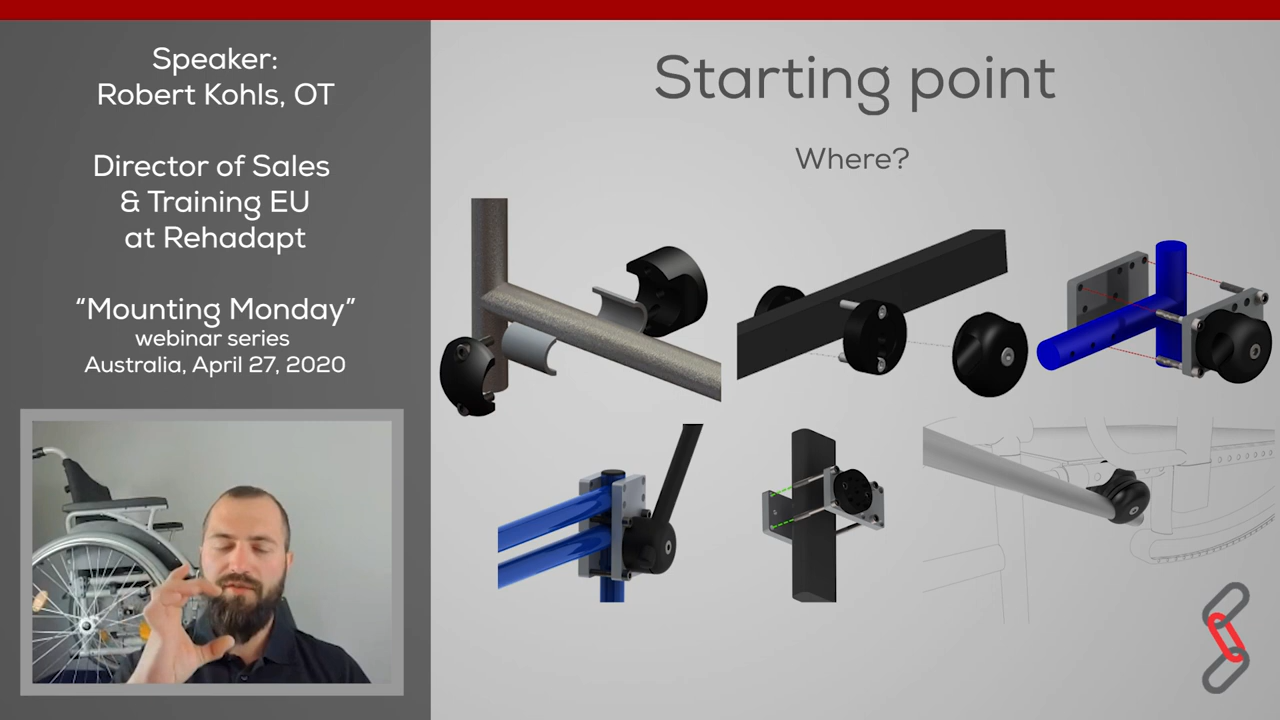 Speaker:
Robert Kohls, OT
Director of Sales
& Training EU
at Rehadapt
“Mounting Monday”
webinar series
Australia, April 27, 2020
Starting point
Where?